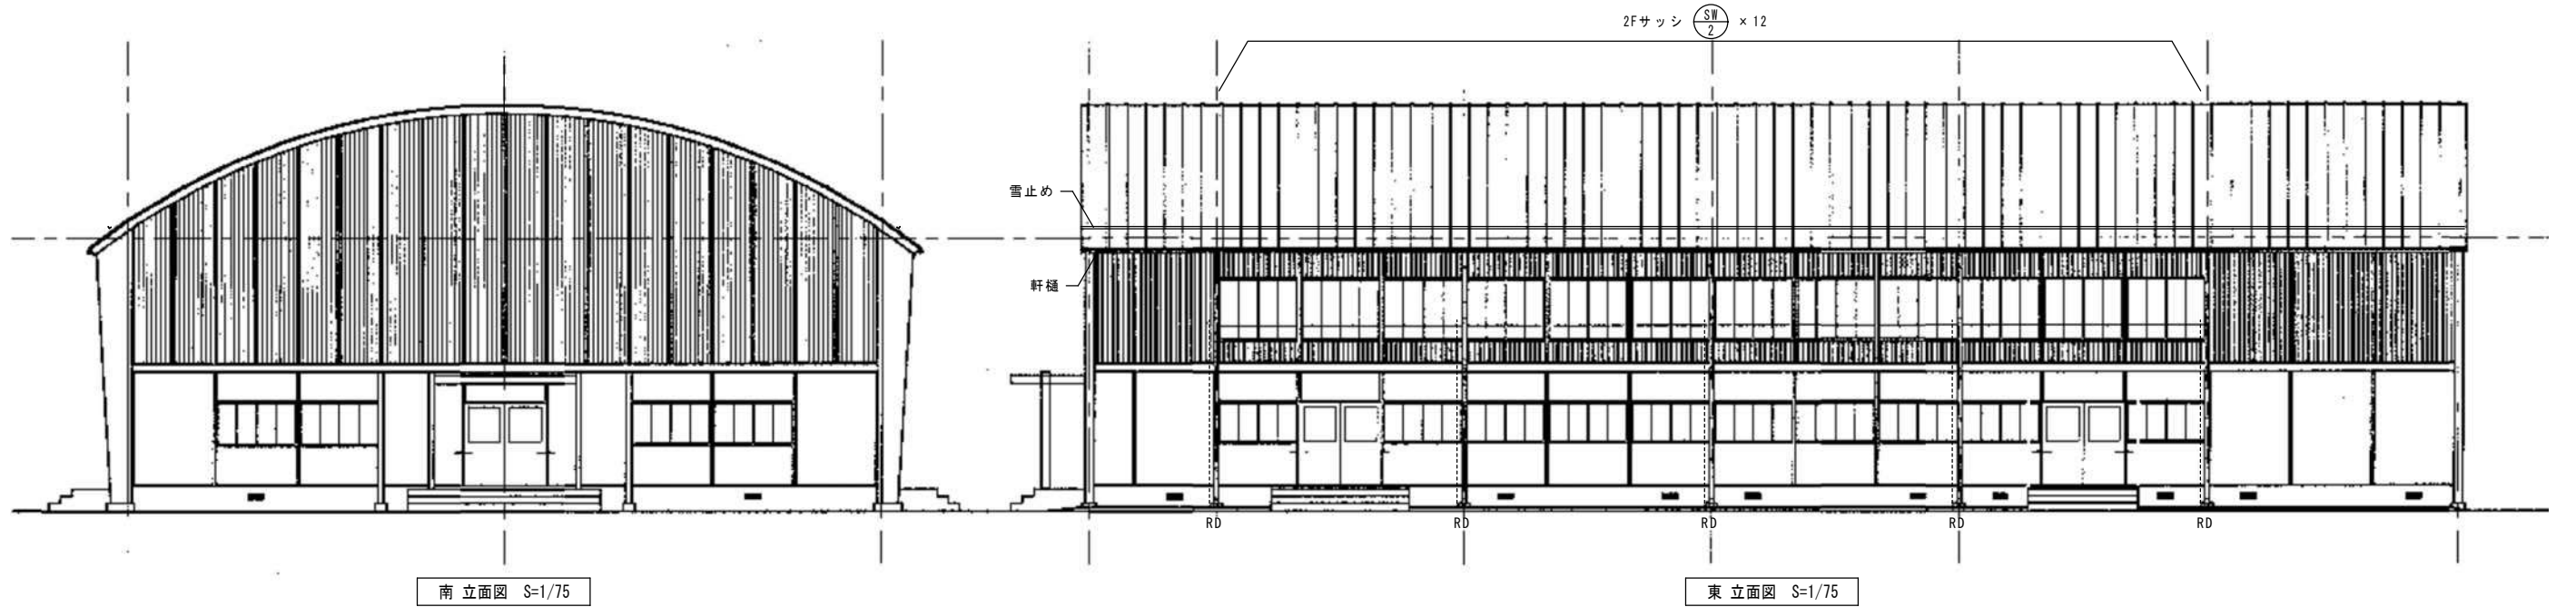 2Fサッシ SW 2 ×12
雪止め
軒樋
RD RD RD RD RD
南 立面図 S=1/75
東 立面図 S=1/75